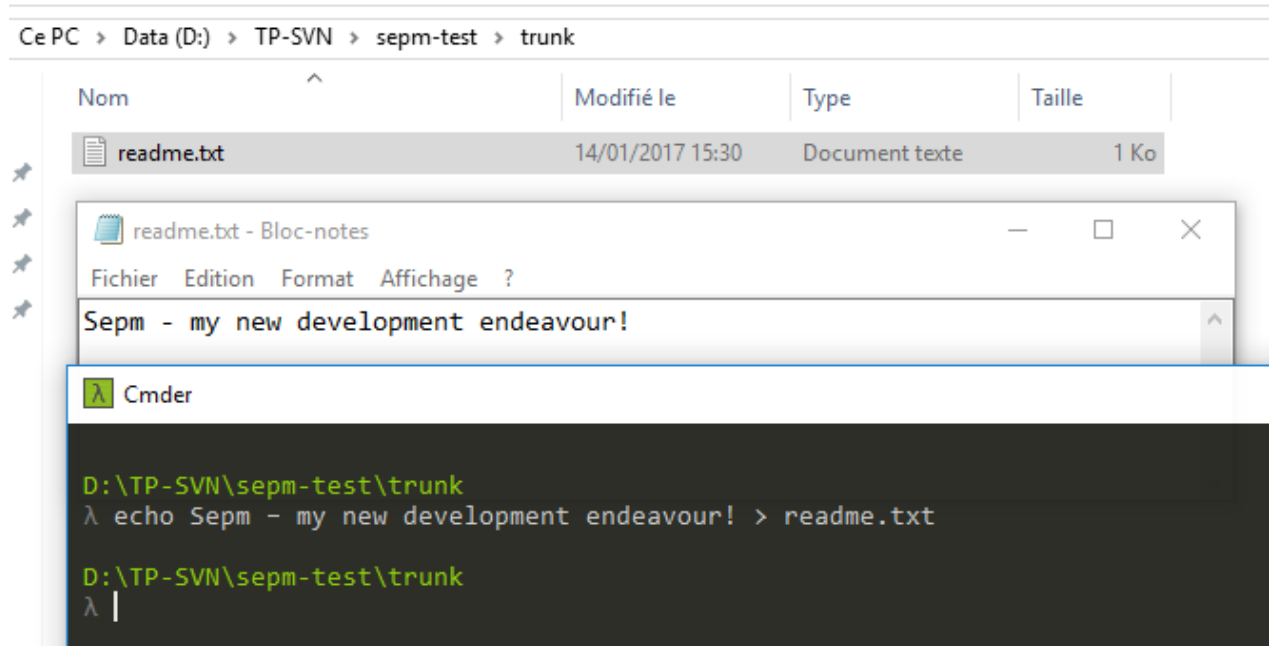 Ce PC > Data (D:) > TP-SVN > sepm-test > trunk
Nom Modifié le Type Taille
readme.txt 14/01/2017 15:30 Document texte 1 Ko
readme.txt - Bloc-notes
Fichier Edition Format Affichage ?
Sepm - my new development endeavour!
λ Cmder
D:\TP-SVN\sepm-test\trunk
λ echo Sepm – my new development endeavour! > readme.txt
D:\TP-SVN\sepm-test\trunk
λ